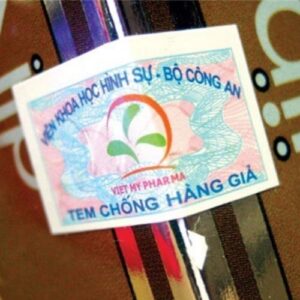 VIỆN KHOA HỌC HÌNH SỰ - BỘ CÔNG AN
VIET MY PHARMA
TEM CHỐNG HÀNG GIẢ